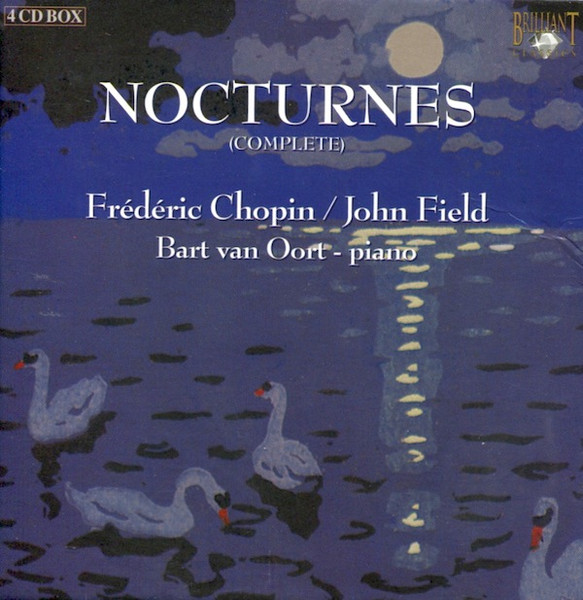 4 CD BOX
BRILLIANT
NOCTURNES
(COMPLETE)
Frédéric Chopin / John Field
Bart van Oort - piano